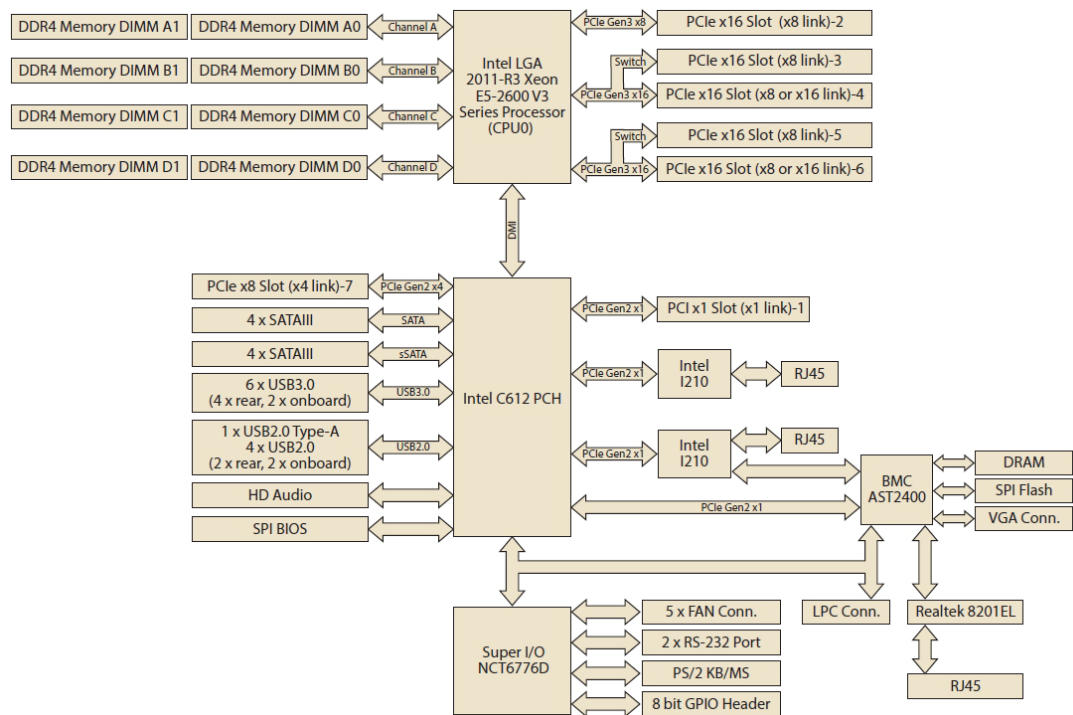 DDR4 Memory DIMM A1
DDR4 Memory DIMM A0
Channel A
DDR4 Memory DIMM B1
DDR4 Memory DIMM B0
Channel B
DDR4 Memory DIMM C1
DDR4 Memory DIMM C0
Channel C
DDR4 Memory DIMM D1
DDR4 Memory DIMM D0
Channel D
Intel LGA
2011-R3 Xeon
E5-2600 V3
Series Processor
(CPU0)
PCIe Gen3 x8
PCIe x16 Slot (x8 link)-2
Switch
PCIe x16 Slot (x8 link)-3
PCIe Gen3 x16
PCIe x16 Slot (x8 or x16 link)-4
Switch
PCIe x16 Slot (x8 link)-5
PCIe Gen3 x16
PCIe x16 Slot (x8 or x16 link)-6
DMI
PCIe x8 Slot (x4 link)-7
PCIe Gen2 x4
4 x SATAIII
SATA
4 x SATAIII
sSATA
6 x USB3.0
(4 x rear, 2 x onboard)
USB3.0
1 x USB2.0 Type-A
4 x USB2.0
(2 x rear, 2 x onboard)
USB2.0
HD Audio
SPI BIOS
Intel C612 PCH
PCIe Gen2 x1
PCI x1 Slot (x1 link)-1
PCIe Gen2 x1
Intel
I210
RJ45
PCIe Gen2 x1
Intel
I210
RJ45
PCIe Gen2 x1
BMC
AST2400
DRAM
SPI Flash
VGA Conn.
Super I/O
NCT6776D
5 x FAN Conn.
2 x RS-232 Port
PS/2 KB/MS
8 bit GPIO Header
LPC Conn.
Realtek 8201EL
RJ45